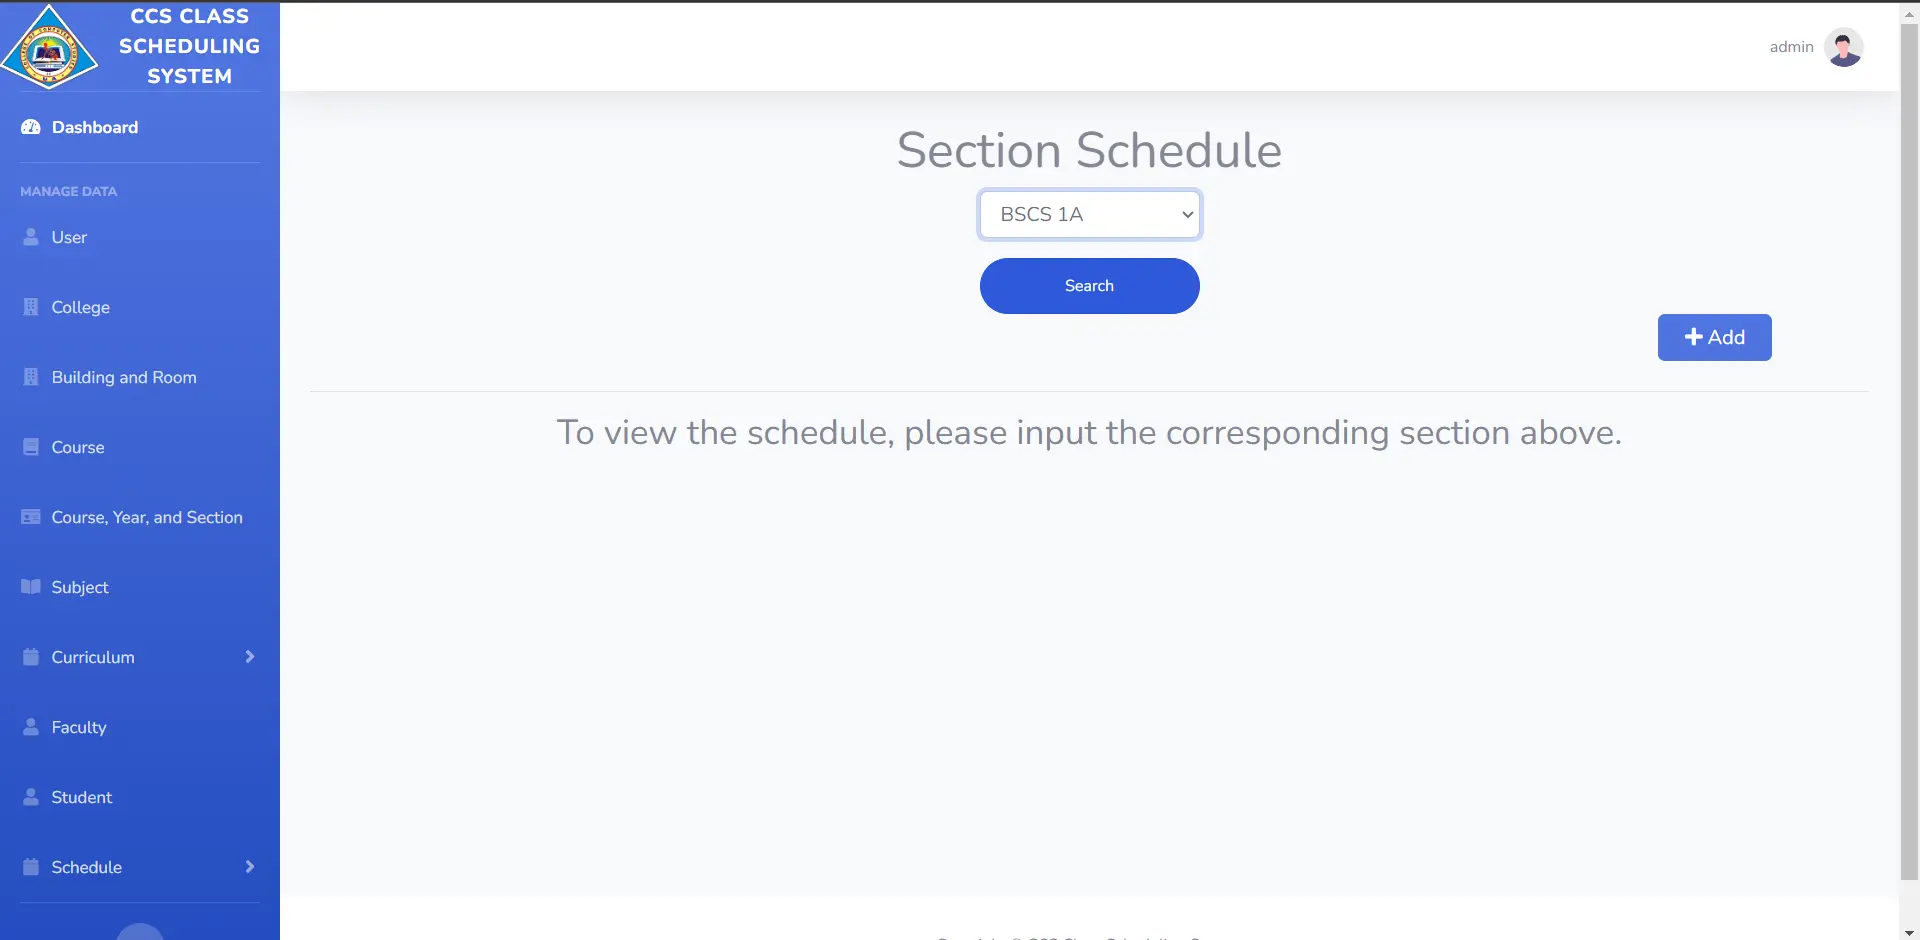 CCS CLASS
SCHEDULING
SYSTEM
admin
Dashboard
MANAGE DATA
User
College
Building and Room
Course
Course, Year, and Section
Subject
Curriculum
Faculty
Student
Schedule
Section Schedule
BSCS 1A
Search
Add
To view the schedule, please input the corresponding section above.